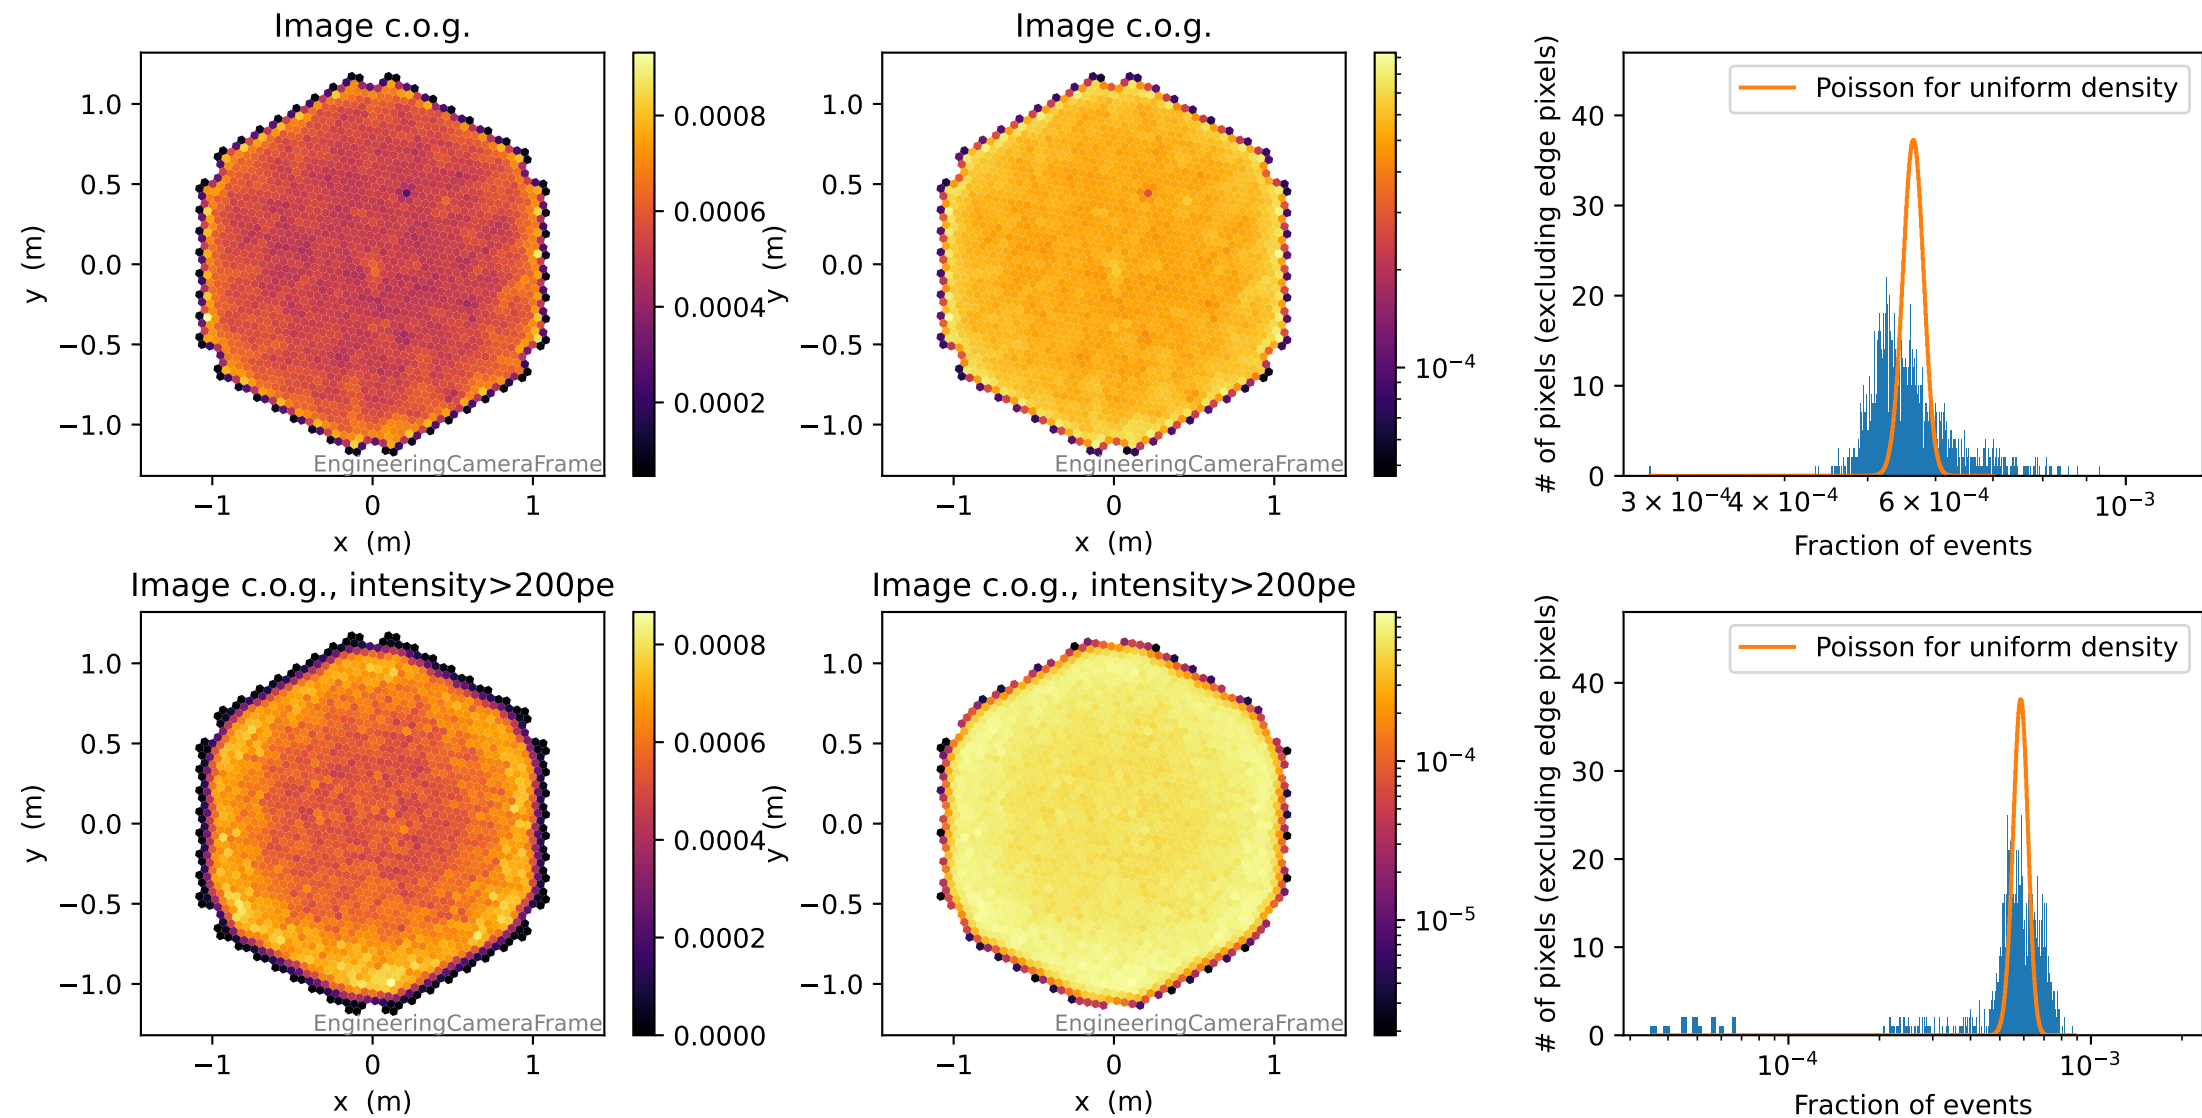 Image c.o.g.
1.0
0.5
0.0
−0.5
−1.0
y (m)
−1
0
1
x (m)
EngineeringCameraFrame
0.0008
0.0006
0.0004
0.0002
Image c.o.g.
1.0
0.5
0.0
−0.5
−1.0
y (m)
−1
0
1
x (m)
EngineeringCameraFrame
10⁻⁴
Poisson for uniform density
# of pixels (excluding edge pixels)
40
30
20
10
0
3 × 10⁻⁴
4 × 10⁻⁴
6 × 10⁻⁴
10⁻³
Fraction of events
Image c.o.g., intensity>200pe
1.0
0.5
0.0
−0.5
−1.0
y (m)
−1
0
1
x (m)
EngineeringCameraFrame
0.0008
0.0006
0.0004
0.0002
0.0000
Image c.o.g., intensity>200pe
1.0
0.5
0.0
−0.5
−1.0
y (m)
−1
0
1
x (m)
EngineeringCameraFrame
10⁻⁴
10⁻⁵
Poisson for uniform density
# of pixels (excluding edge pixels)
40
30
20
10
0
10⁻⁴
10⁻³
Fraction of events